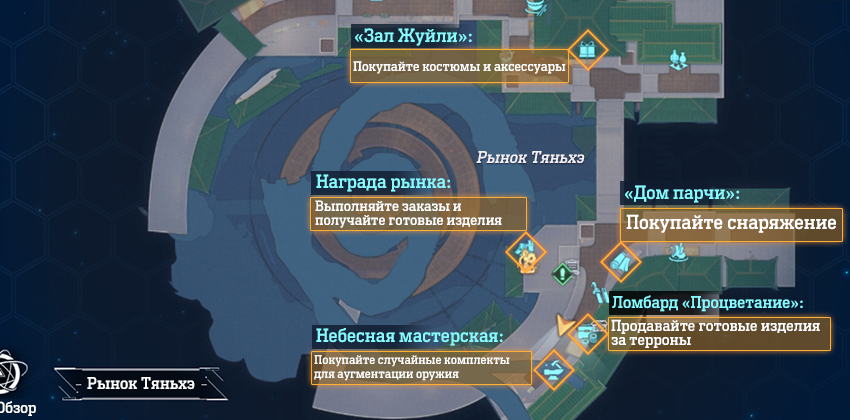 «Зал Жуйли»:
Покупайте костюмы и аксессуары
Рынок Тяньхэ
Награда рынка:
Выполняйте заказы и
получайте готовые изделия
«Дом парчи»:
Покупайте снаряжение
Ломбард «Процветание»:
Продавайте готовые изделия
за терроны
Небесная мастерская:
Покупайте случайные комплекты
для аугментации оружия
Рынок Тяньхэ
Обзор